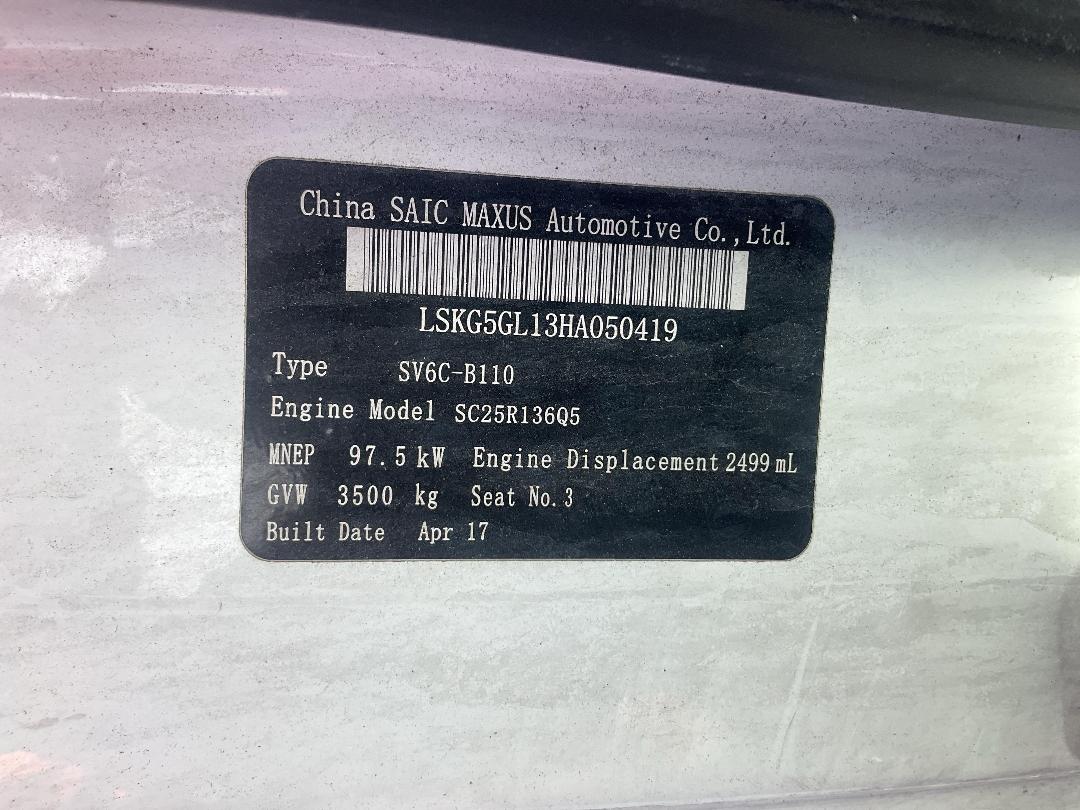 China SAIC MAXUS Automotive Co.,Ltd.
LSKG5GL13HA050419
Type SV6C-B110
Engine Model SC25R136Q5
MNEP 97.5 kW Engine Displacement 2499 mL
GVW 3500 kg Seat No. 3
Built Date Apr 17